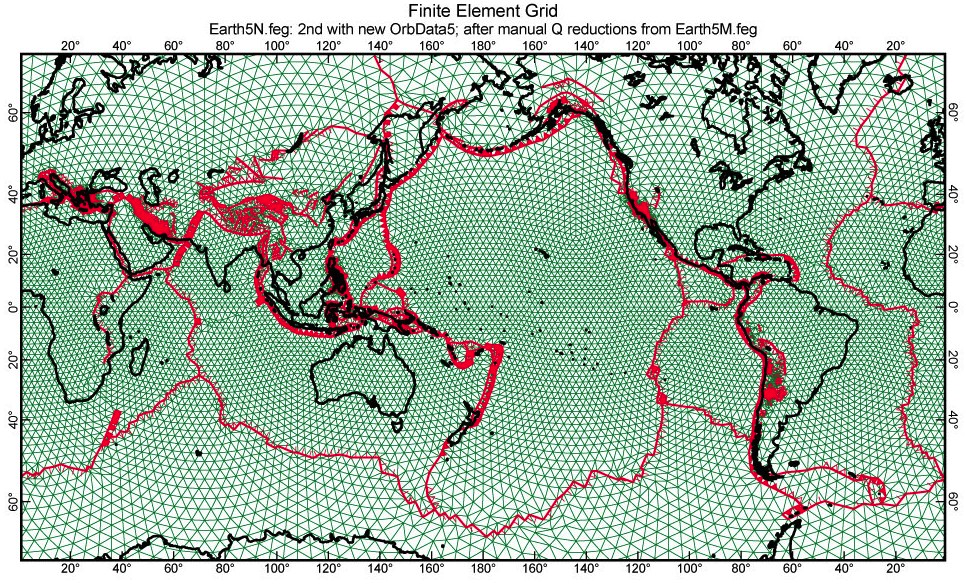 Finite Element Grid
Earth5N.feg: 2nd with new OrbData5; after manual Q reductions from Earth5M.feg
20° 40° 60° 80° 100° 120° 140° 160° 180° 160° 140° 120° 100° 80° 60° 40° 20°
60° 60°
40° 40°
20° 20°
0° 0°
20° 20°
40° 40°
60° 60°
20° 40° 60° 80° 100° 120° 140° 160° 180° 160° 140° 120° 100° 80° 60° 40° 20°